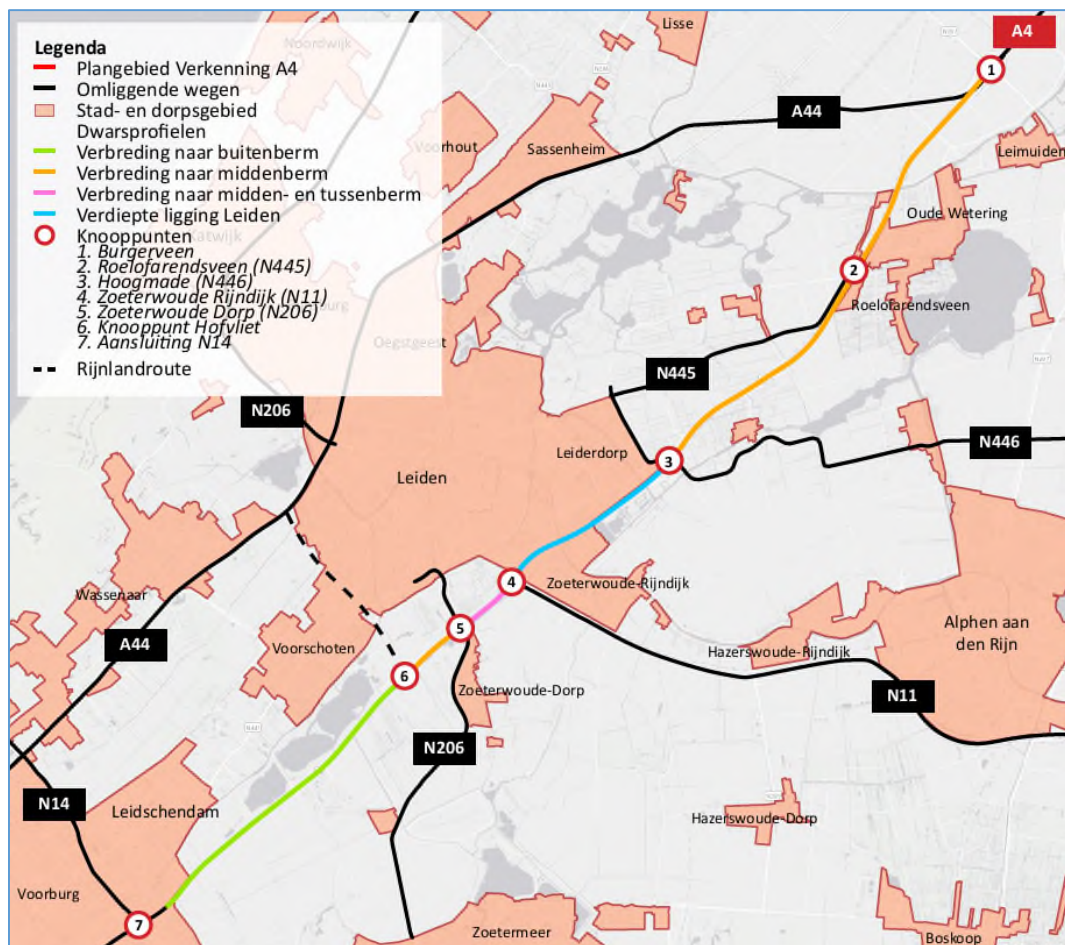 Legenda
Plangebied Verkenning A4
Omliggende wegen
Stad- en dorpsgebied
Dwarsprofielen
Verbreding naar buitenberm
Verbreding naar middenberm
Verbreding naar midden- en tussenberm
Verdiepte ligging Leiden
Knooppunten
1. Burgerveen
2. Roelofarendsveen (N445)
3. Hoogmade (N446)
4. Zoeterwoude Rijndijk (N11)
5. Zoeterwoude Dorp (N206)
6. Knooppunt Hofvliet
7. Aansluiting N14
Rijnlandroute
Noordwijk
Lisse
A4
1
A44
Voorhout
Sassenheim
Leimuiden
Oude Wetering
2
Roelofarendsveen
Oegstgeest
N445
N206
N446
Leiderdorp
3
Leiden
4
Zoeterwoude-Rijndijk
Wassenaar
A44
Voorschoten
5
6
Zoeterwoude-Dorp
Alphen aan
den Rijn
Hazerswoude-Rijndijk
N11
N206
N14
Leidschendam
Hazerswoude-Dorp
Voorburg
7
Zoetermeer
Boskoop